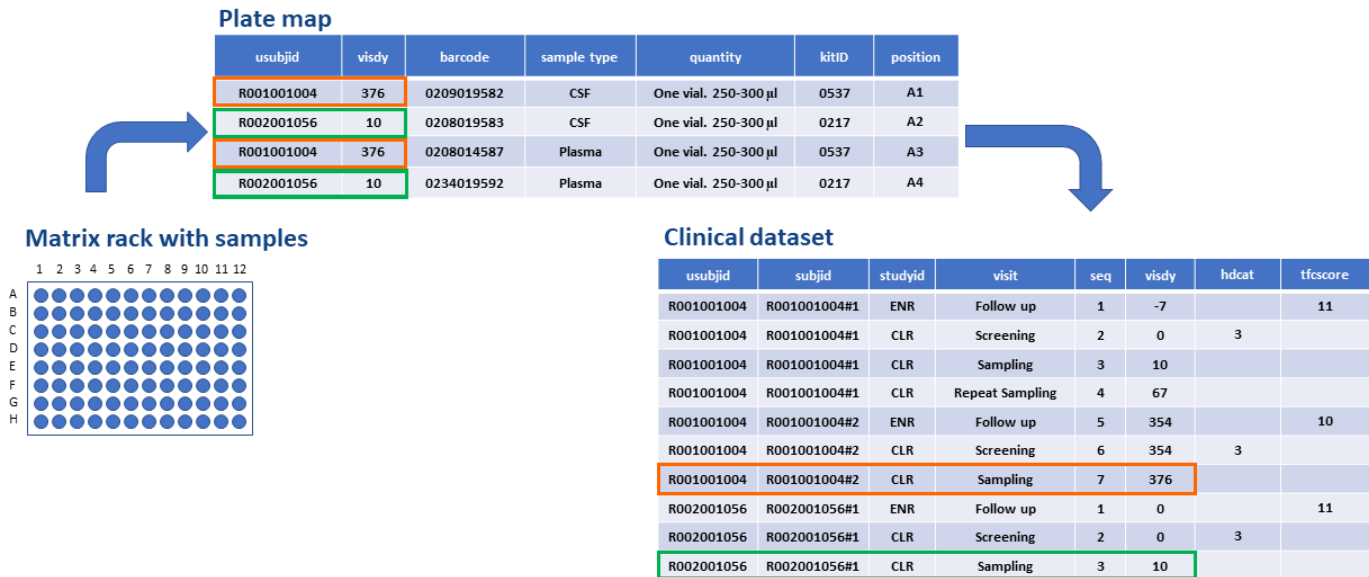 Plate map
usubjid visdy barcode sample type quantity kitID position
R001001004 376 0209019582 CSF One vial. 250-300 µl 0537 A1
R002001056 10 0208019583 CSF One vial. 250-300 µl 0217 A2
R001001004 376 0208014587 Plasma One vial. 250-300 µl 0537 A3
R002001056 10 0234019592 Plasma One vial. 250-300 µl 0217 A4
Matrix rack with samples
1 2 3 4 5 6 7 8 9 10 11 12
A
B
C
D
E
F
G
H
Clinical dataset
usubjid subjid studyid visit seq visdy hdcat tfcscore
R001001004 R001001004#1 ENR Follow up 1 -7 11
R001001004 R001001004#1 CLR Screening 2 0 3
R001001004 R001001004#1 CLR Sampling 3 10
R001001004 R001001004#1 CLR Repeat Sampling 4 67
R001001004 R001001004#2 ENR Follow up 5 354 10
R001001004 R001001004#2 CLR Screening 6 354 3
R001001004 R001001004#2 CLR Sampling 7 376
R002001056 R002001056#1 ENR Follow up 1 0 11
R002001056 R002001056#1 CLR Screening 2 0 3
R002001056 R002001056#1 CLR Sampling 3 10